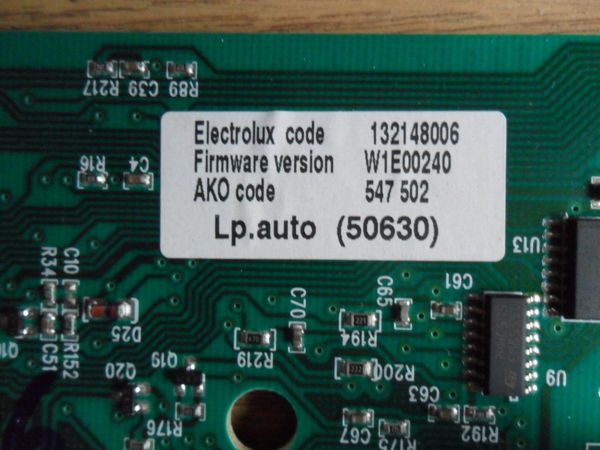 R217 C39 R89
Electrolux code 132148006
Firmware version W1E00240
AKO code 547 502
Lp.auto (50630)
R16 C4
U13
R34 C10
C61
C70 C65
D25
C51 R152
R219 R194
Q19
Q20
R200
U9
C63
R176
C67 R175 R192